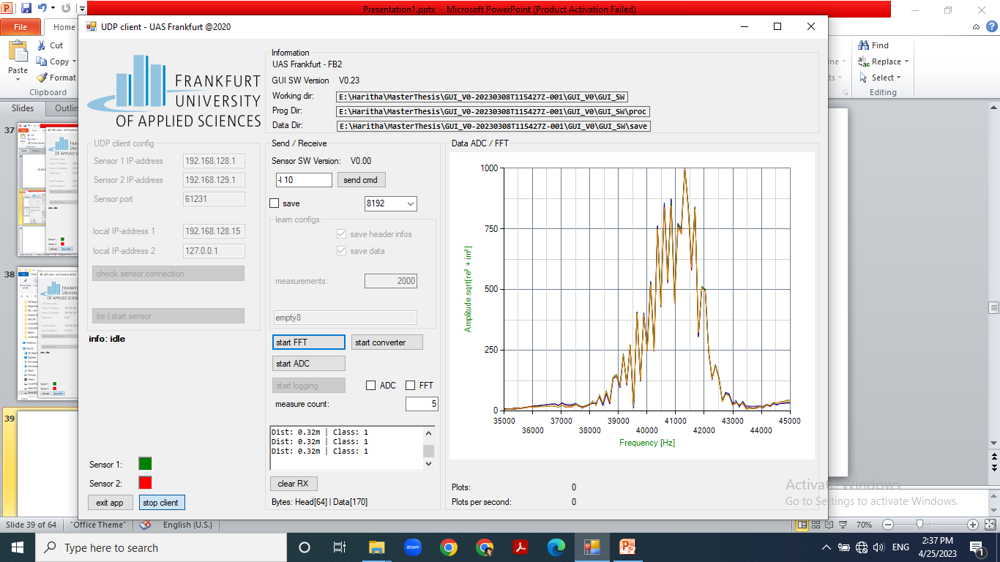 Presentation1.pptx - Microsoft PowerPoint (Product Activation Failed)
File
Home
Cut
Copy
Format
Paste
Clipboard
Slides
Outlin
37
38
39
Find
Replace
Select
Editing
UDP client - UAS Frankfurt @2020
FRANKFURT
UNIVERSITY
OF APPLIED SCIENCES
Information
UAS Frankfurt - FB2
GUI SW Version V0.23
Working dir: E:\Haritha\MasterThesis\GUI_V0-20230308T115427Z-001\GUI_V0\GUI_SW
Prog Dir: E:\Haritha\MasterThesis\GUI_V0-20230308T115427Z-001\GUI_V0\GUI_SW\proc
Data Dir: E:\Haritha\MasterThesis\GUI_V0-20230308T115427Z-001\GUI_V0\GUI_SW\save
UDP client config
Sensor 1 IP-address 192.168.128.1
Sensor 2 IP-address 192.168.129.1
Sensor port 61231
local IP-address 1 192.168.128.15
local IP-address 2 127.0.0.1
check sensor connection
(re-) start sensor
info: idle
Sensor 1:
Sensor 2:
exit app stop client
Send / Receive
Sensor SW Version: V0.00
-l 10 send cmd
save 8192
learn configs
save header infos
save data
measurements: 2000
empty8
start FFT start converter
start ADC
start logging ADC FFT
measure count: 5
Dist: 0.32m | Class: 1
Dist: 0.32m | Class: 1
Dist: 0.32m | Class: 1
clear RX
Bytes: Head[64] | Data[170]
Data ADC / FFT
1000
750
500
250
0
Amplitude sqrt(re² + im²)
35000 37000 39000 41000 43000 45000
36000 38000 40000 42000 44000
Frequency [Hz]
Plots: 0
Plots per second: 0
Activate Windows
Go to Settings to activate Windows.
Slide 39 of 64 "Office Theme" English (U.S.) 70%
Type here to search
zoom
ENG
2:37 PM
4/25/2023
1